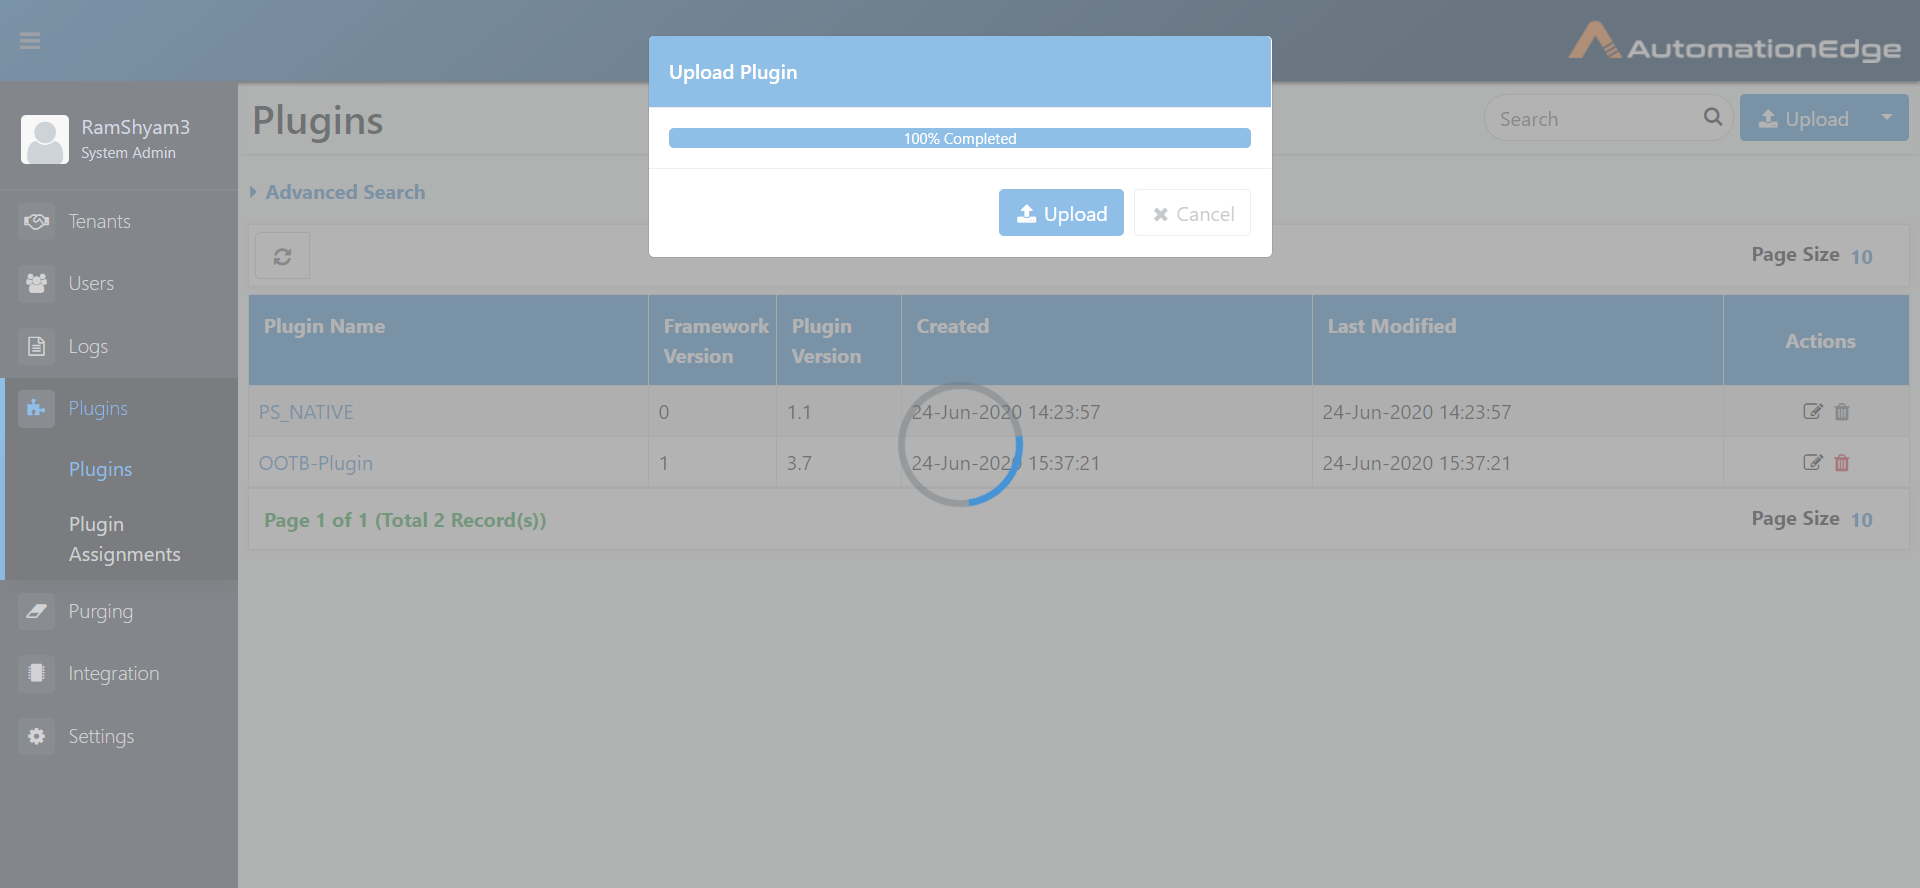 AutomationEdge
Upload Plugin
100% Completed
Upload
Cancel
RamShyam3
System Admin
Tenants
Users
Logs
Plugins
Plugins
Plugin
Assignments
Purging
Integration
Settings
Plugins
Search
Upload
Advanced Search
Page Size 10
Plugin Name
Framework
Version
Plugin
Version
Created
Last Modified
Actions
PS_NATIVE 0 1.1 24-Jun-2020 14:23:57 24-Jun-2020 14:23:57
OOTB-Plugin 1 3.7 24-Jun-2020 15:37:21 24-Jun-2020 15:37:21
Page 1 of 1 (Total 2 Record(s))
Page Size 10